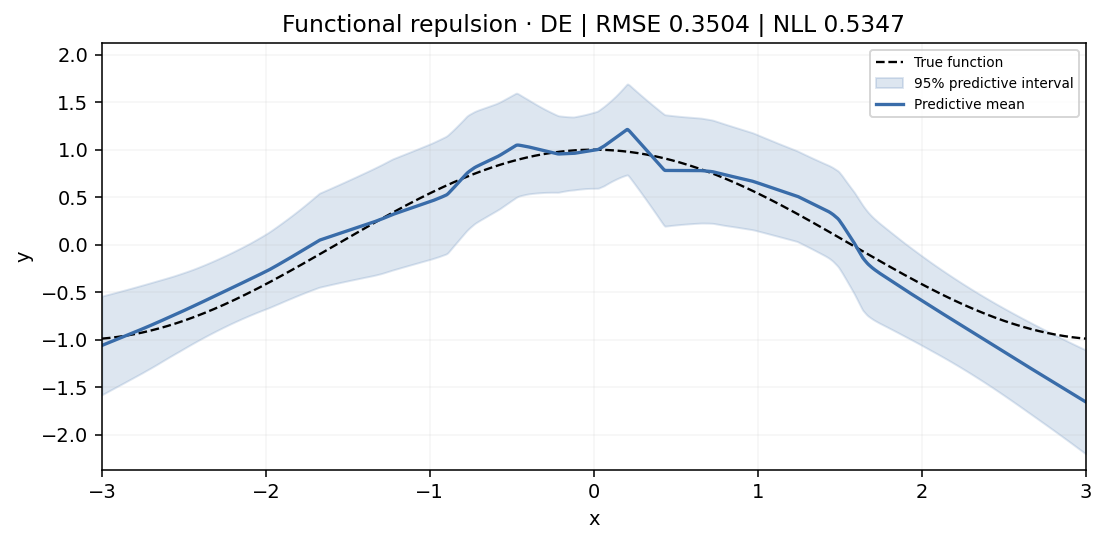 Functional repulsion · DE | RMSE 0.3504 | NLL 0.5347
True function
95% predictive interval
Predictive mean
2.0
1.5
1.0
0.5
0.0
−0.5
−1.0
−1.5
−2.0
y
−3 −2 −1 0 1 2 3
x